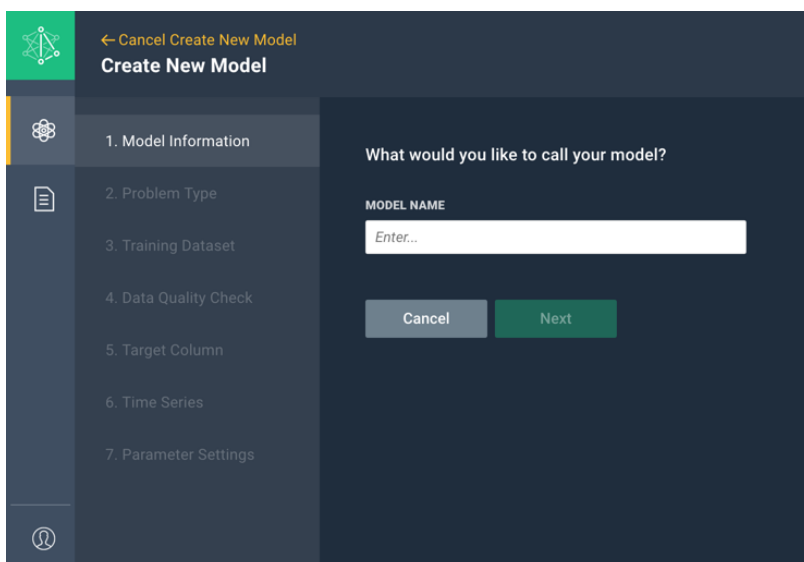 ← Cancel Create New Model
Create New Model
1. Model Information
2. Problem Type
3. Training Dataset
4. Data Quality Check
5. Target Column
6. Time Series
7. Parameter Settings
What would you like to call your model?
MODEL NAME
Enter...
Cancel
Next